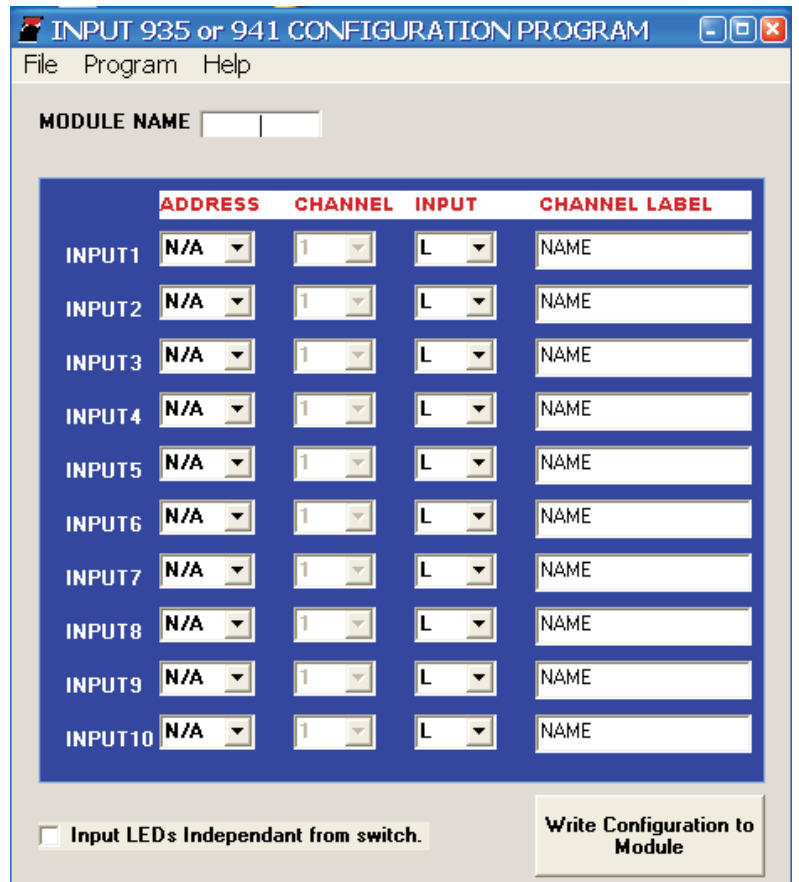 INPUT 935 or 941 CONFIGURATION PROGRAM
File Program Help
MODULE NAME
ADDRESS CHANNEL INPUT CHANNEL LABEL
INPUT1 N/A 1 L NAME
INPUT2 N/A 1 L NAME
INPUT3 N/A 1 L NAME
INPUT4 N/A 1 L NAME
INPUT5 N/A 1 L NAME
INPUT6 N/A 1 L NAME
INPUT7 N/A 1 L NAME
INPUT8 N/A 1 L NAME
INPUT9 N/A 1 L NAME
INPUT10 N/A 1 L NAME
Input LEDs Independant from switch.
Write Configuration to
Module